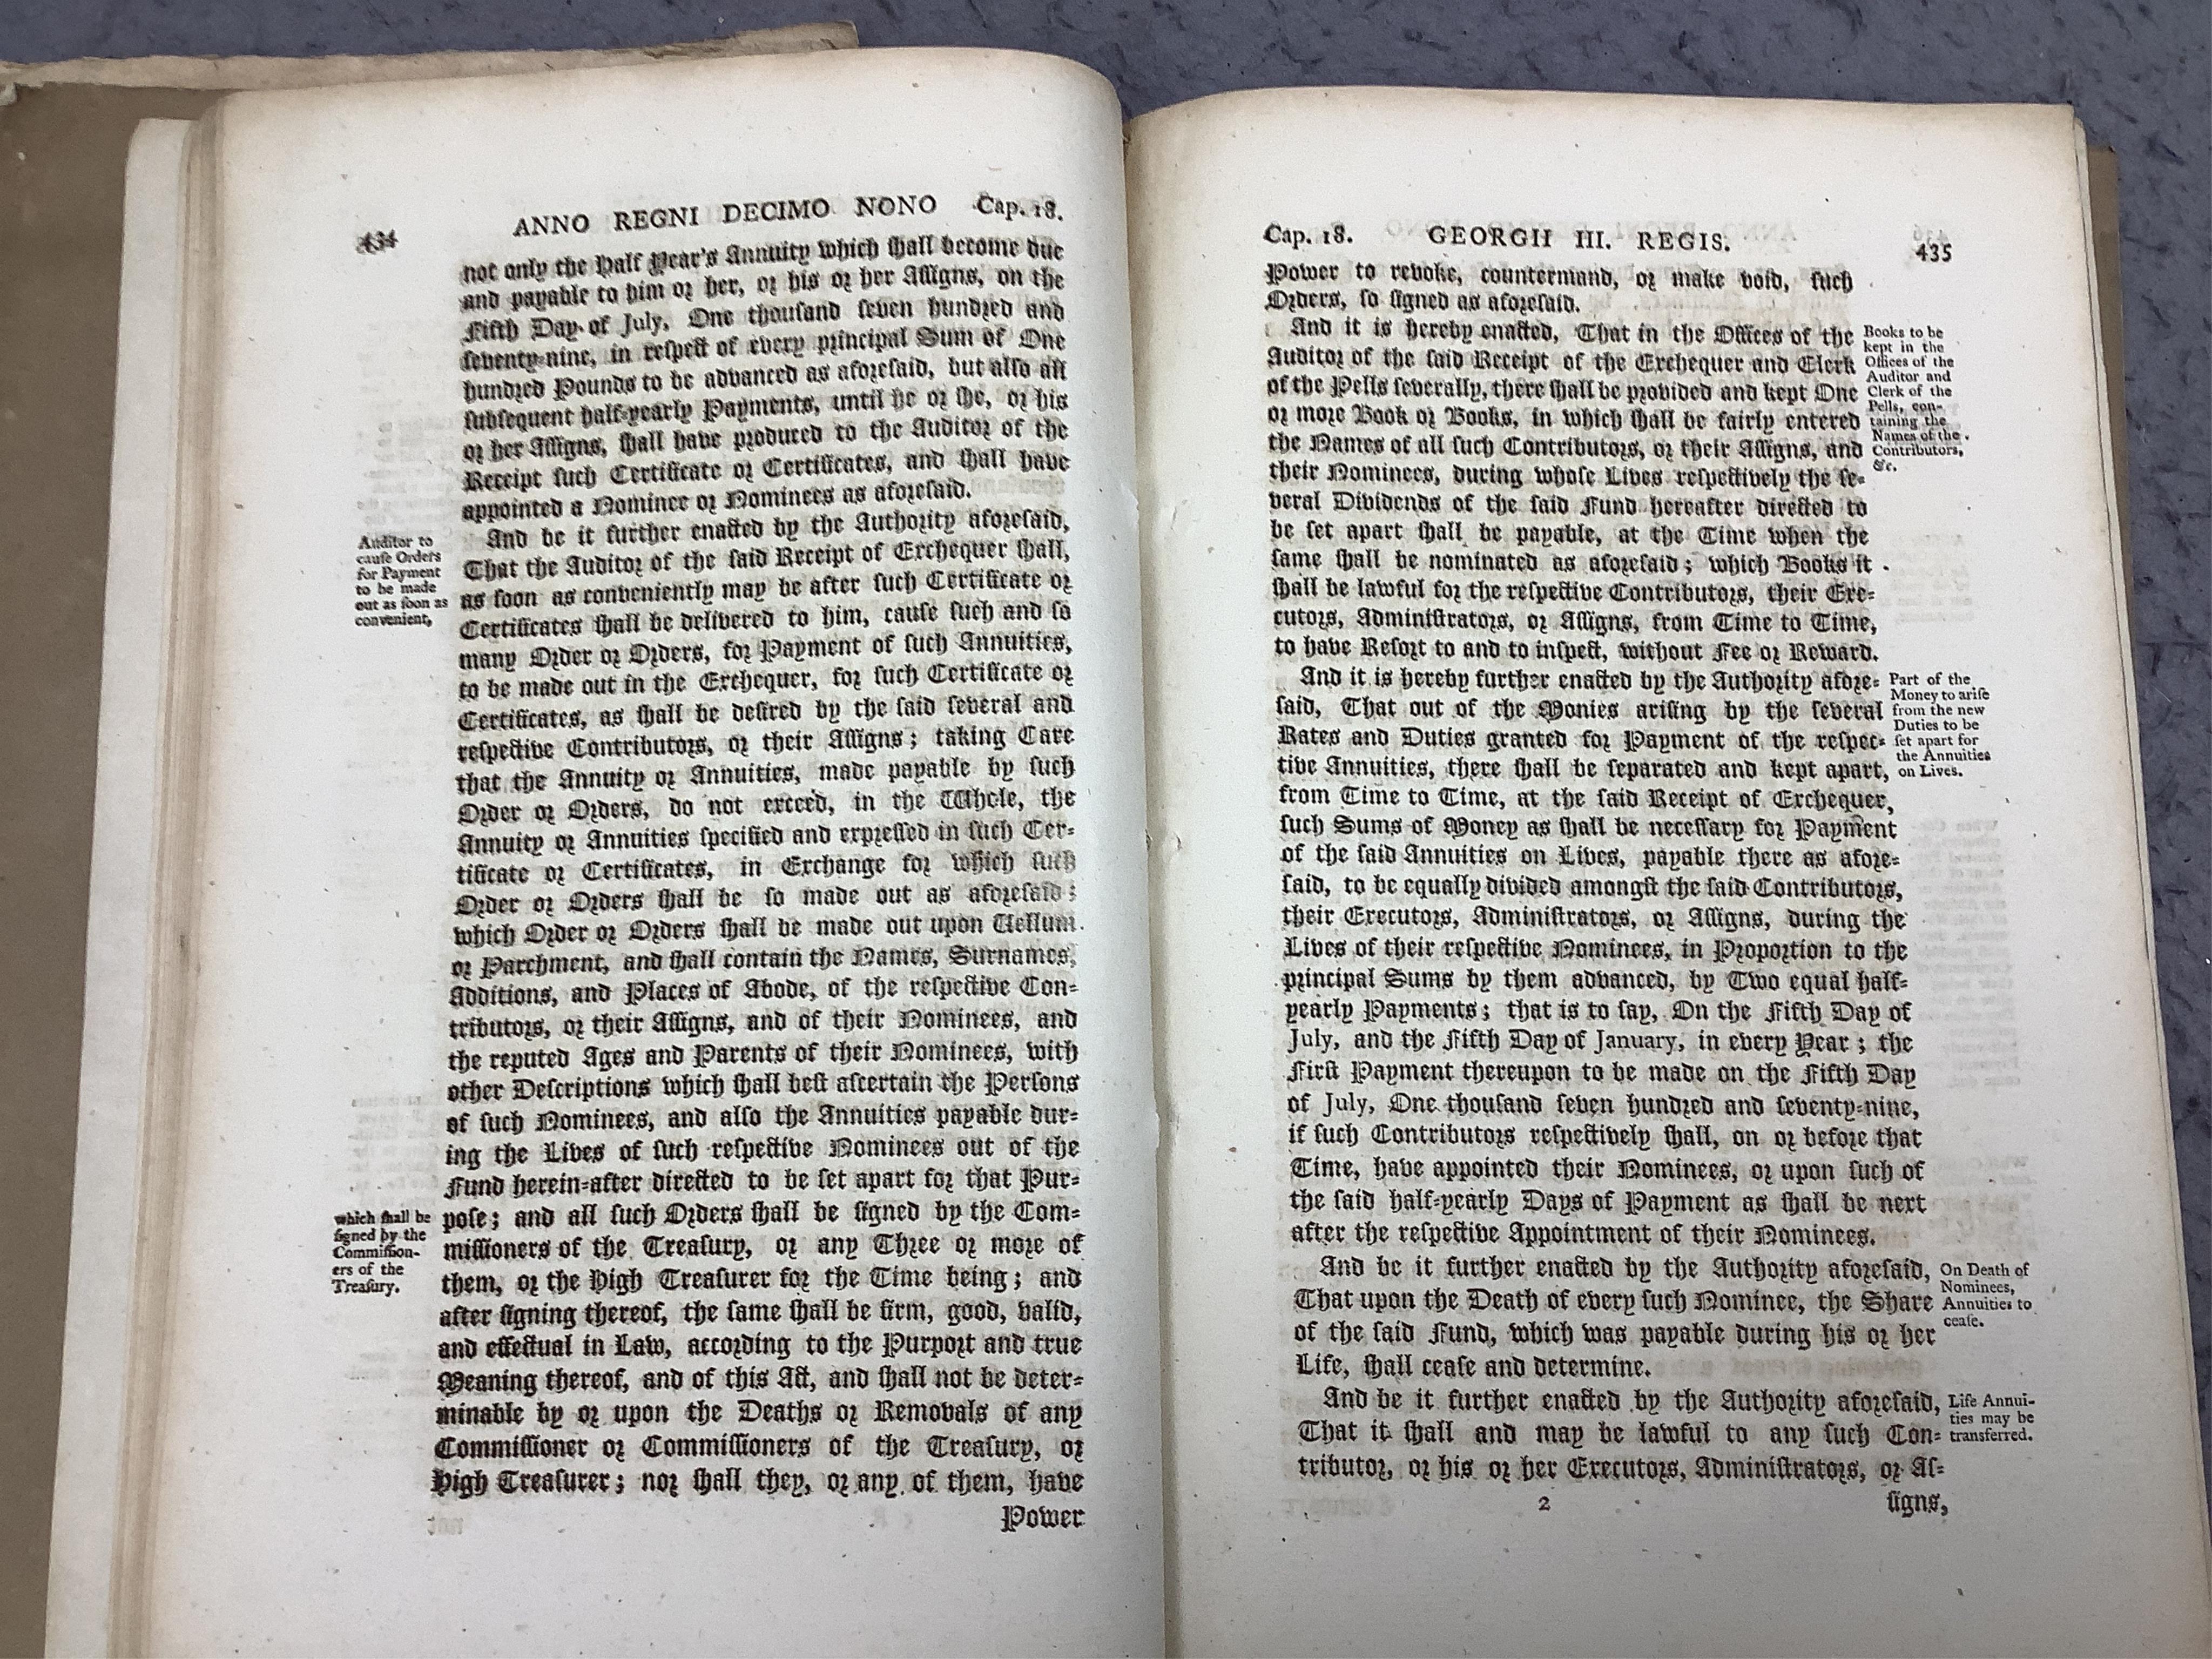 434
ANNO REGNI DECIMO NONO Cap. 18.
not only the Half Year's Annuity which shall become due
and payable to him or her, or his or her Assigns, on the
Fifth Day of July, One thousand seven hundred and
seventy-nine, in respect of every principal Sum of One
hundred Pounds to be advanced as aforesaid, but also all
subsequent half-yearly Payments, until he or she, or his
or her Assigns, shall have produced to the Auditor of the
Receipt such Certificate or Certificates, and shall have
appointed a Nominee or Nominees as aforesaid.
Auditor to
cause Orders
for Payment
to be made
out as soon as
convenient,
And be it further enacted by the Authority aforesaid,
That the Auditor of the said Receipt of Exchequer shall,
as soon as conveniently may be after such Certificate or
Certificates shall be delivered to him, cause such and so
many Order or Orders, for Payment of such Annuities,
to be made out in the Exchequer, for such Certificate or
Certificates, as shall be desired by the said several and
respective Contributors, or their Assigns; taking Care
that the Annuity or Annuities, made payable by such
Order or Orders, do not exceed, in the Whole, the
Annuity or Annuities specified and expressed in such Cer-
tificate or Certificates, in Exchange for which such
Order or Orders shall be so made out as aforesaid;
which Order or Orders shall be made out upon Vellum
or Parchment, and shall contain the Names, Surnames,
Additions, and Places of Abode, of the respective Con-
tributors, or their Assigns, and of their Nominees, and
the reputed Ages and Parents of their Nominees, with
other Descriptions which shall best ascertain the Persons
of such Nominees, and also the Annuities payable dur-
ing the Lives of such respective Nominees out of the
Fund herein-after directed to be set apart for that Pur-
which shall be
signed by the
Commission-
ers of the
Treasury.
pose; and all such Orders shall be signed by the Com-
missioners of the Treasury, or any Three or more of
them, or the High Treasurer for the Time being; and
after signing thereof, the same shall be firm, good, valid,
and effectual in Law, according to the Purport and true
Meaning thereof, and of this Act, and shall not be deter-
minable by or upon the Deaths or Removals of any
Commissioner or Commissioners of the Treasury, or
High Treasurer; nor shall they, or any of them, have
Power
Cap. 18. GEORGII III. REGIS.
435
Power to revoke, countermand, or make void, such
Orders, so signed as aforesaid.
And it is hereby enacted, That in the Offices of the
Auditor of the said Receipt of the Exchequer and Clerk
of the Pells severally, there shall be provided and kept One
or more Book or Books, in which shall be fairly entered
the Names of all such Contributors, or their Assigns, and
their Nominees, during whose Lives respectively the se-
veral Dividends of the said Fund hereafter directed to
be set apart shall be payable, at the Time when the
same shall be nominated as aforesaid; which Books it
shall be lawful for the respective Contributors, their Exe-
cutors, Administrators, or Assigns, from Time to Time,
to have Resort to and to inspect, without Fee or Reward.
Books to be
kept in the
Offices of the
Auditor and
Clerk of the
Pells, con-
taining the
Names of the
Contributors,
&c.
And it is hereby further enacted by the Authority afore-
said, That out of the Monies arising by the several
Rates and Duties granted for Payment of the respec-
tive Annuities, there shall be separated and kept apart,
from Time to Time, at the said Receipt of Exchequer,
such Sums of Money as shall be necessary for Payment
of the said Annuities on Lives, payable there as afore-
said, to be equally divided amongst the said Contributors,
their Executors, Administrators, or Assigns, during the
Lives of their respective Nominees, in Proportion to the
principal Sums by them advanced, by Two equal half-
yearly Payments; that is to say, On the Fifth Day of
July, and the Fifth Day of January, in every Year; the
First Payment thereupon to be made on the Fifth Day
of July, One thousand seven hundred and seventy-nine,
if such Contributors respectively shall, on or before that
Time, have appointed their Nominees, or upon such of
the said half-yearly Days of Payment as shall be next
after the respective Appointment of their Nominees.
Part of the
Money to arise
from the new
Duties to be
set apart for
the Annuities
on Lives.
And be it further enacted by the Authority aforesaid,
That upon the Death of every such Nominee, the Share
of the said Fund, which was payable during his or her
Life, shall cease and determine.
On Death of
Nominees,
Annuities to
cease.
And be it further enacted by the Authority aforesaid,
That it shall and may be lawful to any such Con-
tributor, or his or her Executors, Administrators, or As-
Life Annui-
ties may be
transferred.
2
signs,